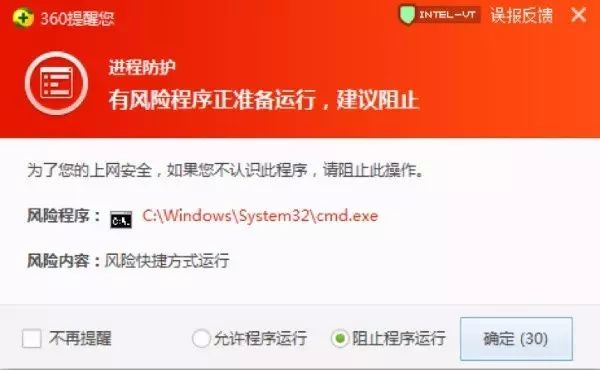 360提醒您
INTEL-VT 误报反馈
进程防护
有风险程序正准备运行，建议阻止
为了您的上网安全，如果您不认识此程序，请阻止此操作。
风险程序： C:\Windows\System32\cmd.exe
风险内容：风险快捷方式运行
不再提醒 允许程序运行 阻止程序运行 确定 (30)